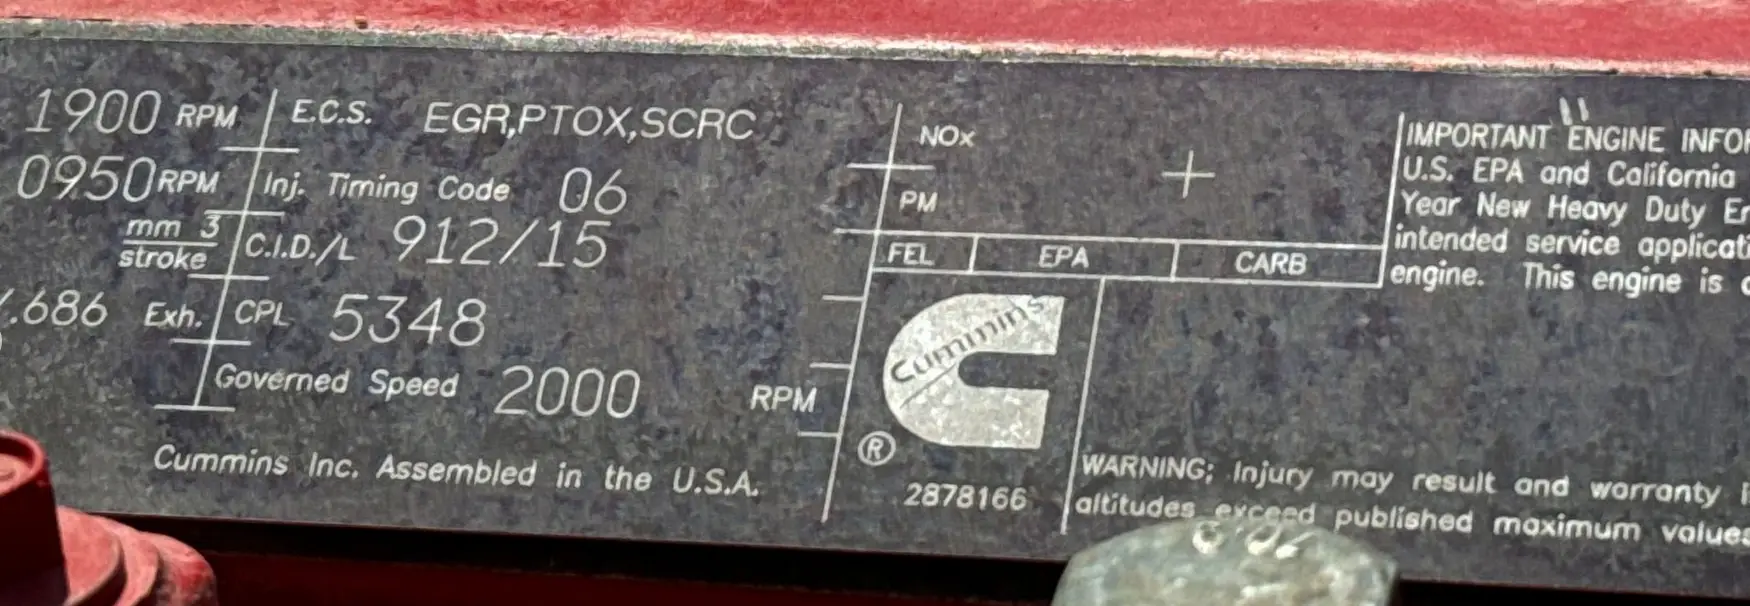 1900 RPM
0950 RPM
mm 3
stroke
.686 Exh.
E.C.S. EGR,PTOX,SCRC
Inj. Timing Code 06
C.I.D./L 912/15
CPL 5348
Governed Speed 2000 RPM
Cummins Inc. Assembled in the U.S.A.
NOx
PM
FEL EPA CARB
Cummins
®
2878166
IMPORTANT ENGINE
U.S. EPA and California
Year New Heavy Duty
intended service
engine. This engine is
WARNING; Injury may result and warranty
altitudes exceed published maximum values